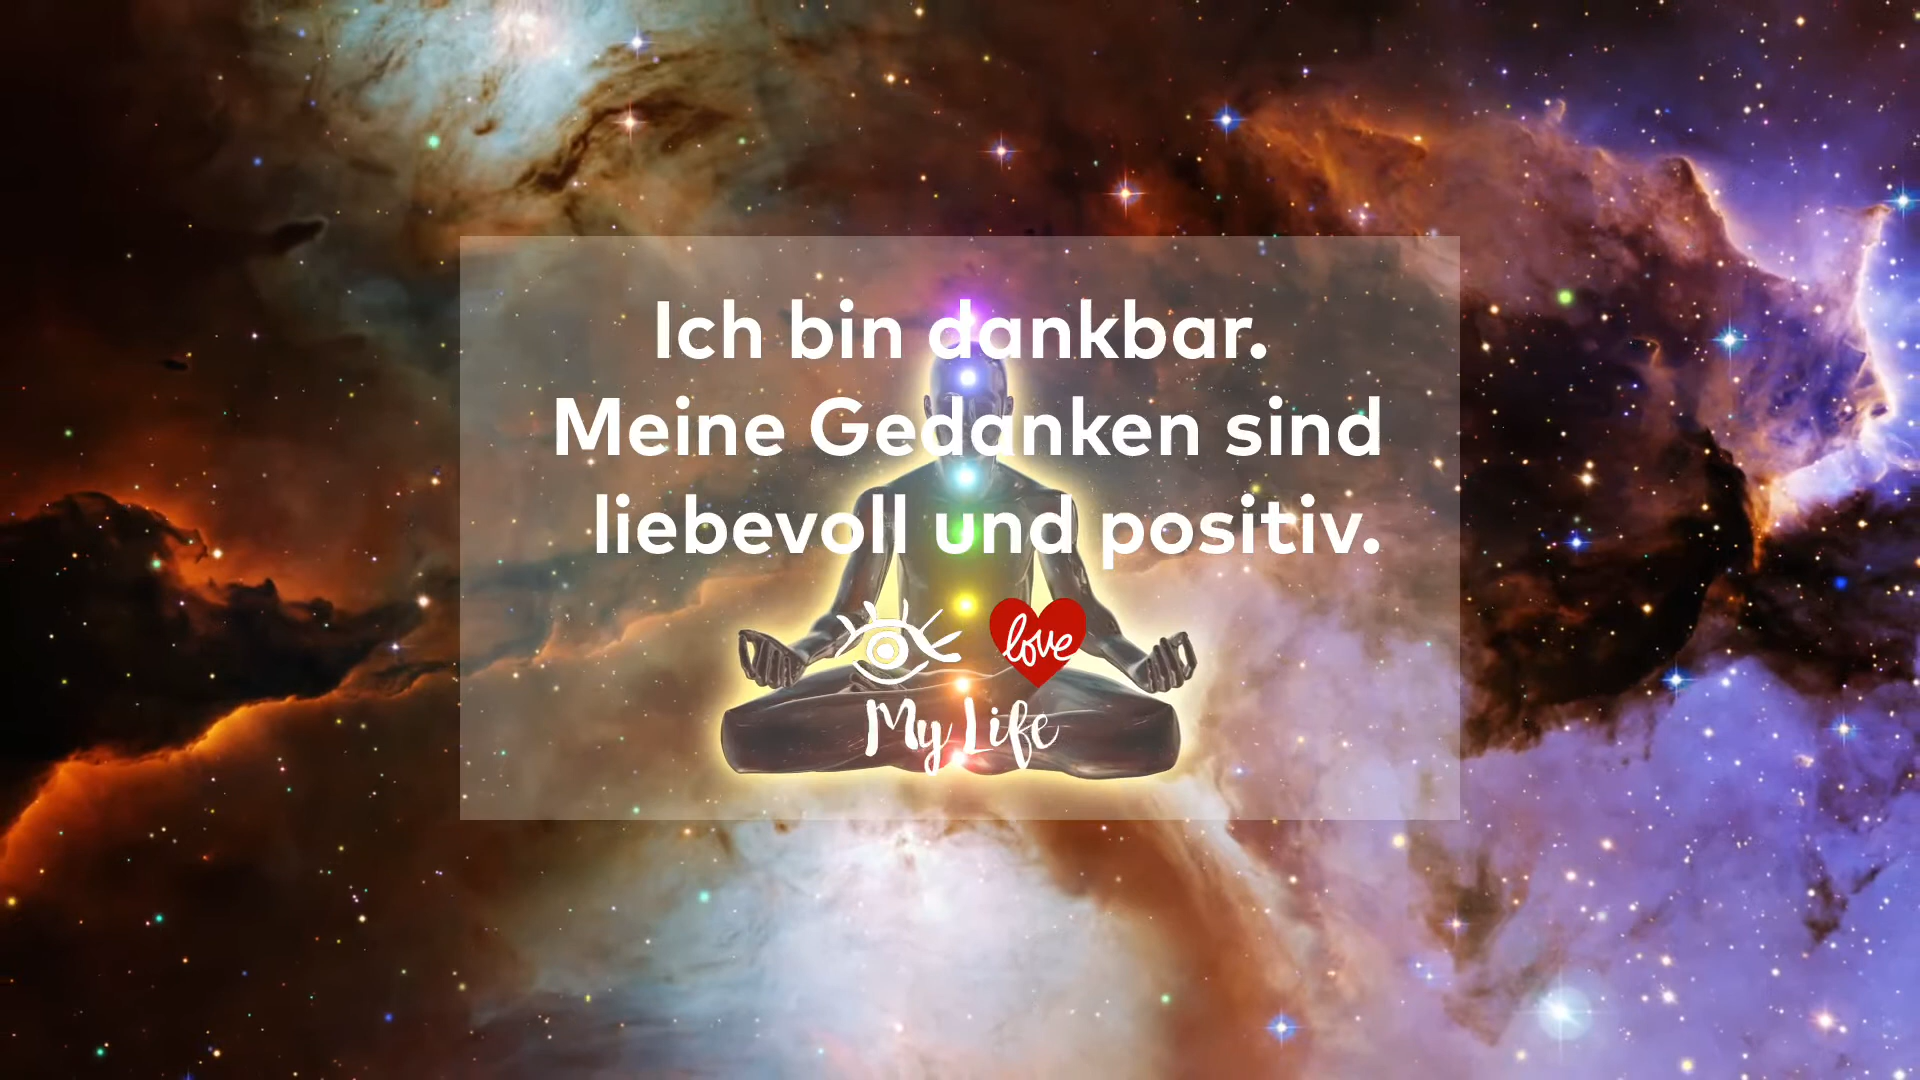 Ich bin dankbar.
Meine Gedanken sind
liebevoll und positiv.
love
My Life